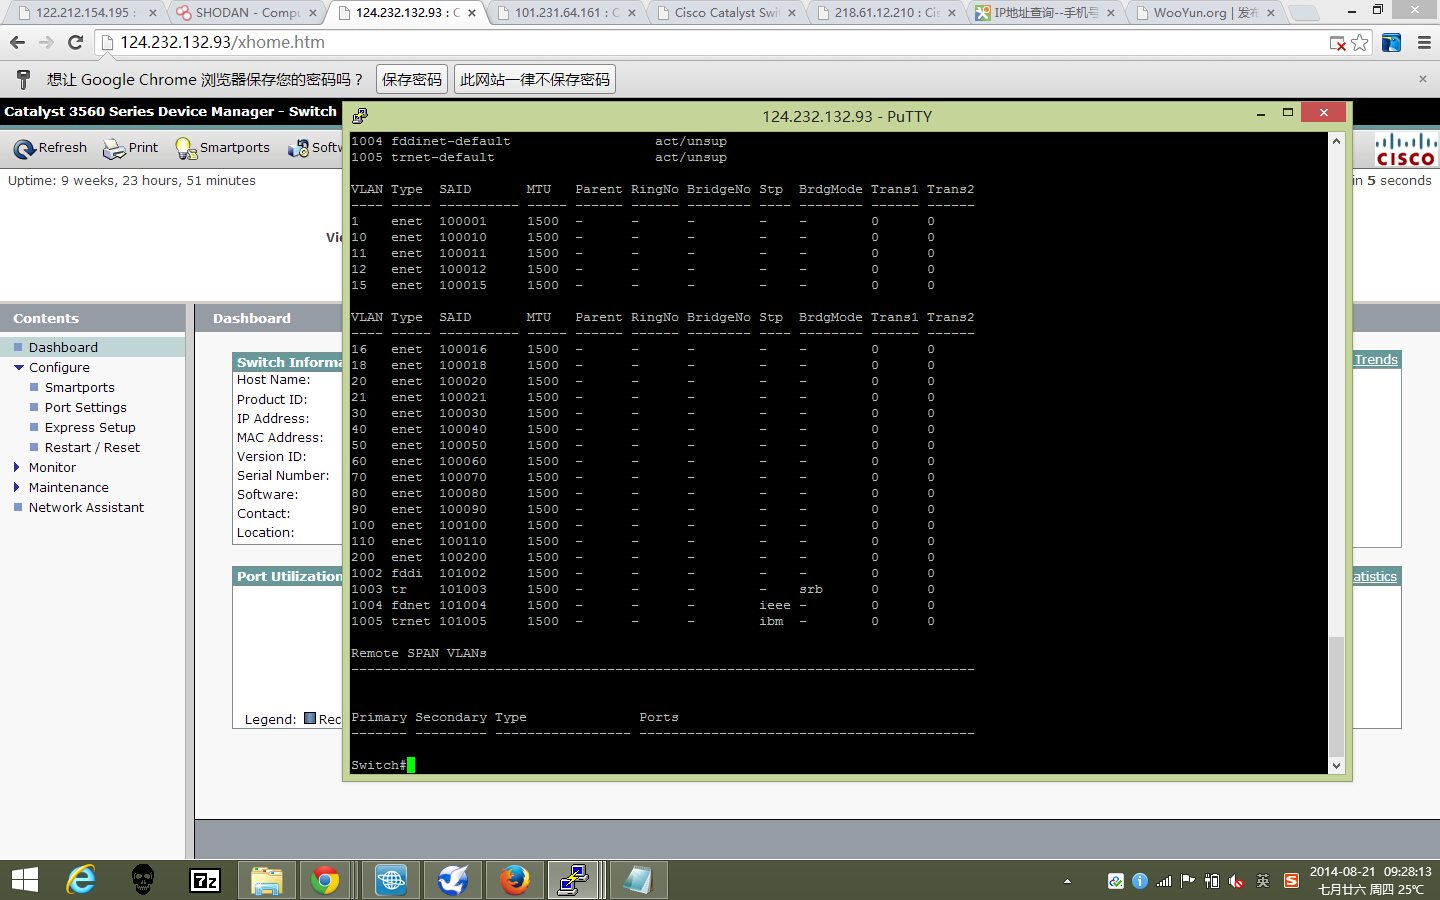 122.212.154.195 :
SHODAN - Compu
124.232.132.93 : C
101.231.64.161 : C
Cisco Catalyst Swi
218.61.12.210 : Cis
IP地址查询--手机号
WooYun.org | 发布
124.232.132.93/xhome.htm
想让 Google Chrome 浏览器保存您的密码吗？ 保存密码 此网站一律不保存密码
Catalyst 3560 Series Device Manager - Switch
124.232.132.93 - PuTTY
Refresh Print Smartports Softw
CISCO
Uptime: 9 weeks, 23 hours, 51 minutes
in 5 seconds
Vie
Contents
Dashboard
Configure
Smartports
Port Settings
Express Setup
Restart / Reset
Monitor
Maintenance
Network Assistant
Dashboard
Switch Informa
Host Name:
Product ID:
IP Address:
MAC Address:
Version ID:
Serial Number:
Software:
Contact:
Location:
Port Utilization
Legend: Rec
Trends
atistics
1004 fddinet-default act/unsup
1005 trnet-default act/unsup
VLAN Type SAID MTU Parent RingNo BridgeNo Stp BrdgMode Trans1 Trans2
---- ----- ---------- ----- ------ ------ -------- ---- -------- ------ ------
1 enet 100001 1500 - - - - - 0 0
10 enet 100010 1500 - - - - - 0 0
11 enet 100011 1500 - - - - - 0 0
12 enet 100012 1500 - - - - - 0 0
15 enet 100015 1500 - - - - - 0 0
VLAN Type SAID MTU Parent RingNo BridgeNo Stp BrdgMode Trans1 Trans2
---- ----- ---------- ----- ------ ------ -------- ---- -------- ------ ------
16 enet 100016 1500 - - - - - 0 0
18 enet 100018 1500 - - - - - 0 0
20 enet 100020 1500 - - - - - 0 0
21 enet 100021 1500 - - - - - 0 0
30 enet 100030 1500 - - - - - 0 0
40 enet 100040 1500 - - - - - 0 0
50 enet 100050 1500 - - - - - 0 0
60 enet 100060 1500 - - - - - 0 0
70 enet 100070 1500 - - - - - 0 0
80 enet 100080 1500 - - - - - 0 0
90 enet 100090 1500 - - - - - 0 0
100 enet 100100 1500 - - - - - 0 0
110 enet 100110 1500 - - - - - 0 0
200 enet 100200 1500 - - - - - 0 0
1002 fddi 101002 1500 - - - - - 0 0
1003 tr 101003 1500 - - - - srb 0 0
1004 fdnet 101004 1500 - - - ieee - 0 0
1005 trnet 101005 1500 - - - ibm - 0 0
Remote SPAN VLANs
------------------------------------------------------------------------------
Primary Secondary Type Ports
------- --------- ----------------- ------------------------------------------
Switch#
7z
英
S
2014-08-21 09:28:13
七月廿六 周四 25℃